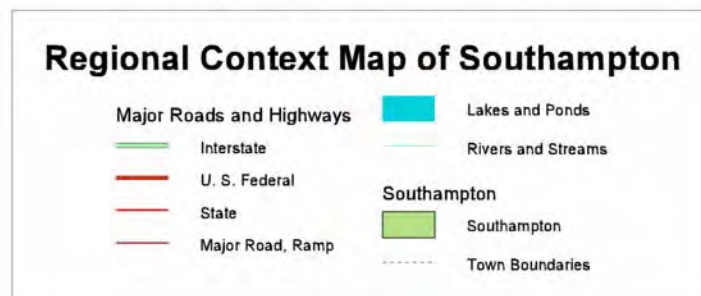 Regional Context Map of Southampton
Major Roads and Highways
Interstate
U. S. Federal
State
Major Road, Ramp
Lakes and Ponds
Rivers and Streams
Southampton
Southampton
Town Boundaries